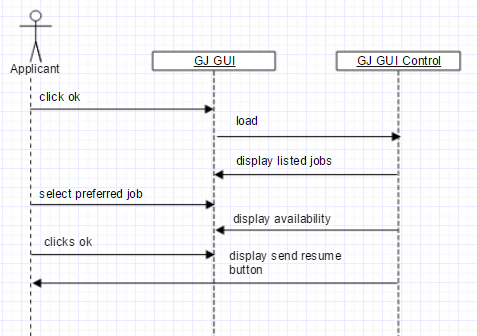 Applicant
GJ GUI
GJ GUI Control
click ok
load
display listed jobs
select preferred job
display availability
clicks ok
display send resume
button